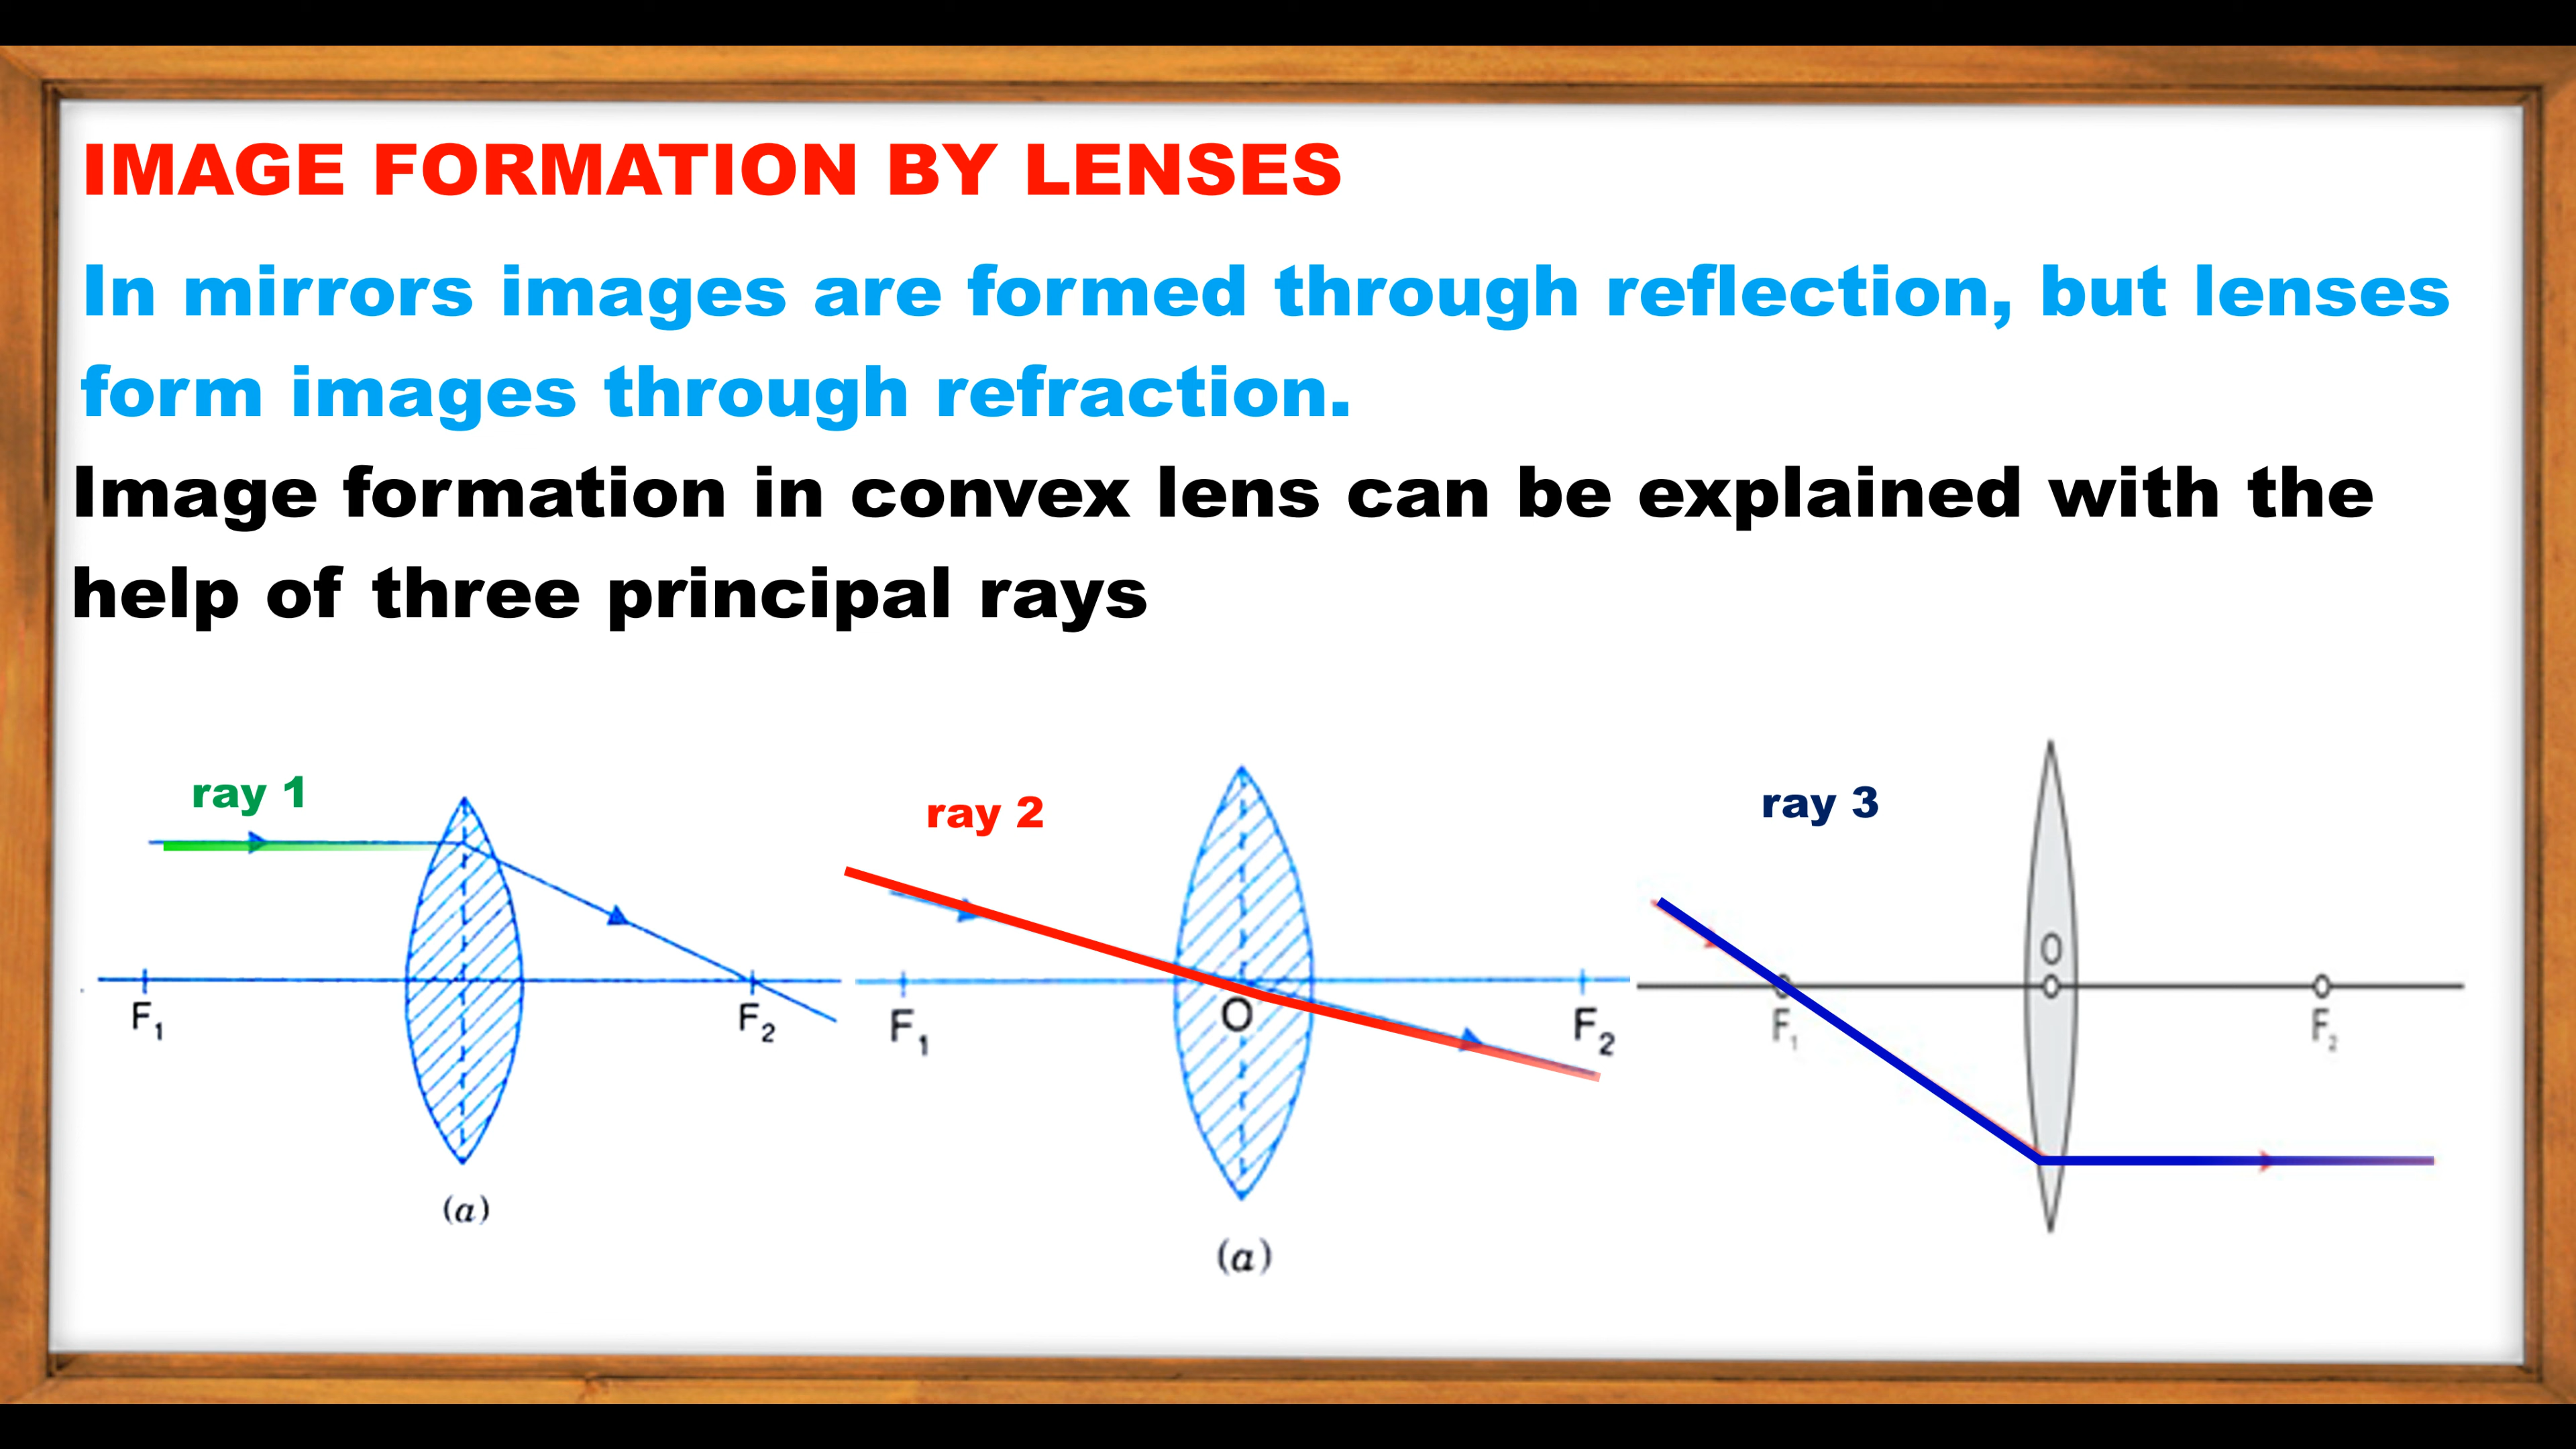 IMAGE FORMATION BY LENSES
In mirrors images are formed through reflection, but lenses
form images through refraction.
Image formation in convex lens can be explained with the
help of three principal rays
ray 1
F₁
F₂
(a)
ray 2
F₁
O
F₂
(a)
ray 3
O
F₁
F₂